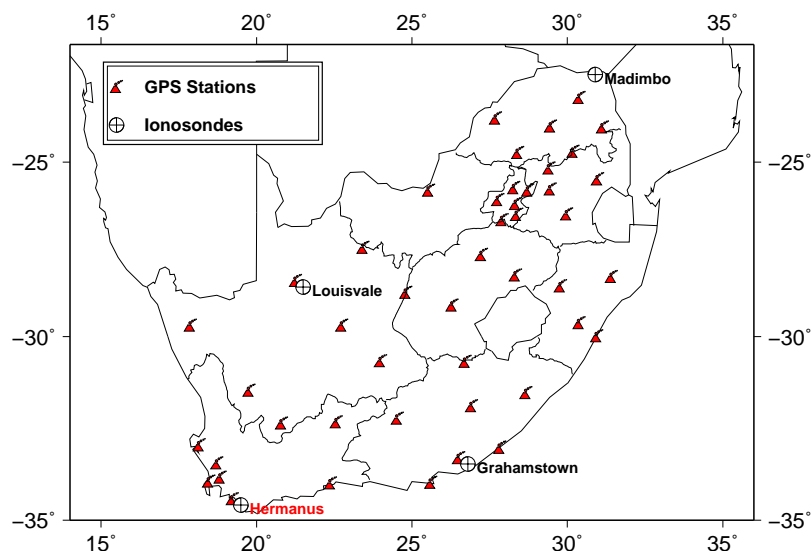 15˚ 20˚ 25˚ 30˚ 35˚
GPS Stations
Ionosondes
Madimbo
−25˚ −25˚
Louisvale
−30˚ −30˚
Grahamstown
Hermanus
−35˚ −35˚
15˚ 20˚ 25˚ 30˚ 35˚